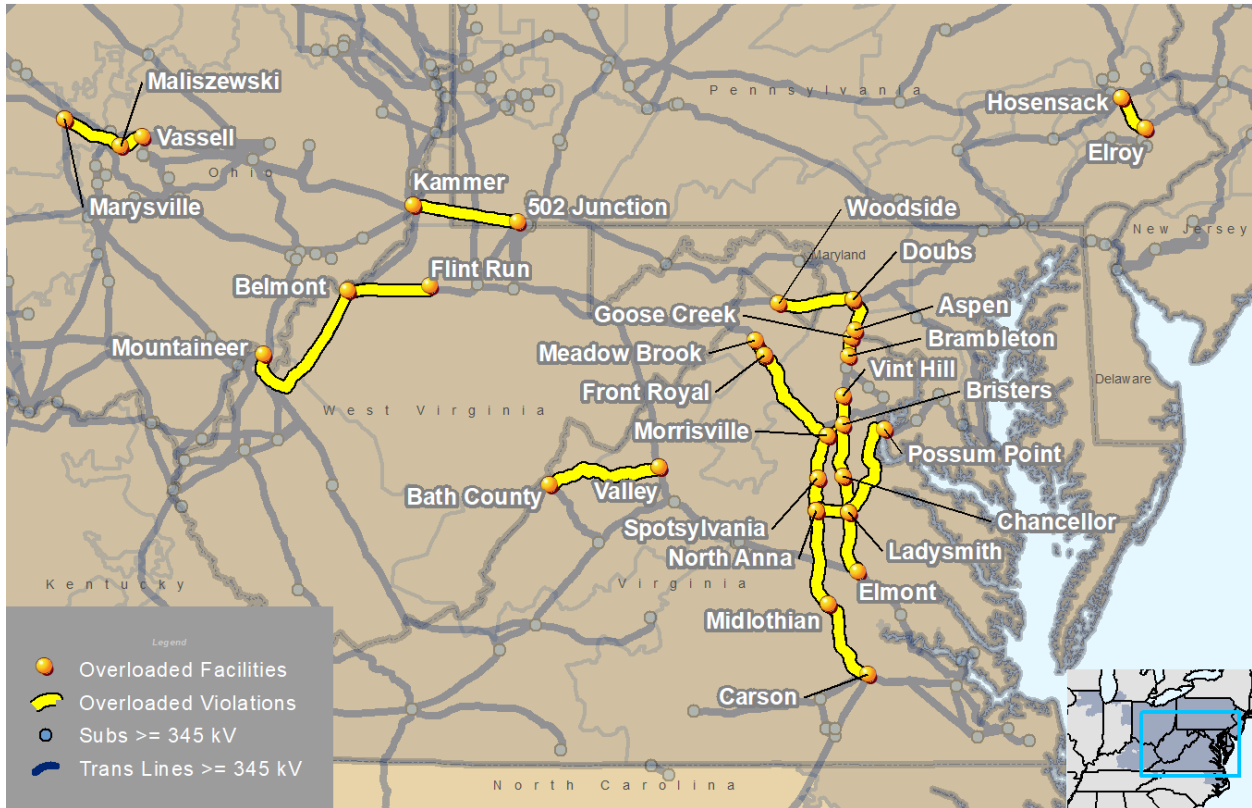 Maliszewski
Pennsylvania
Hosensack
Vassell
Elroy
Ohio
Kammer
Marysville
502 Junction
Woodside
New Jersey
Maryland
Doubs
Flint Run
Belmont
Goose Creek
Aspen
Mountaineer
Meadow Brook
Brambleton
Front Royal
Vint Hill
Delaware
West Virginia
Bristers
Morrisville
Possum Point
Bath County
Valley
Spotsylvania
Chancellor
North Anna
Ladysmith
Kentucky
Virginia
Elmont
Midlothian
Carson
North Carolina
Legend
Overloaded Facilities
Overloaded Violations
Subs >= 345 kV
Trans Lines >= 345 kV